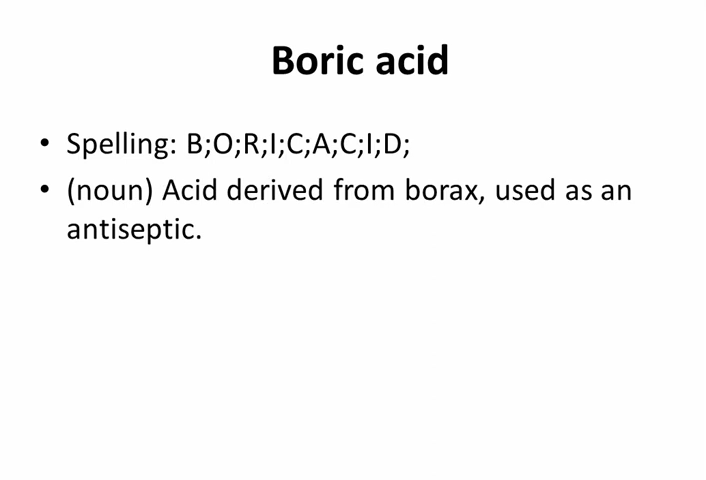 Boric acid
• Spelling: B;O;R;I;C;A;C;I;D;
• (noun) Acid derived from borax, used as an
antiseptic.